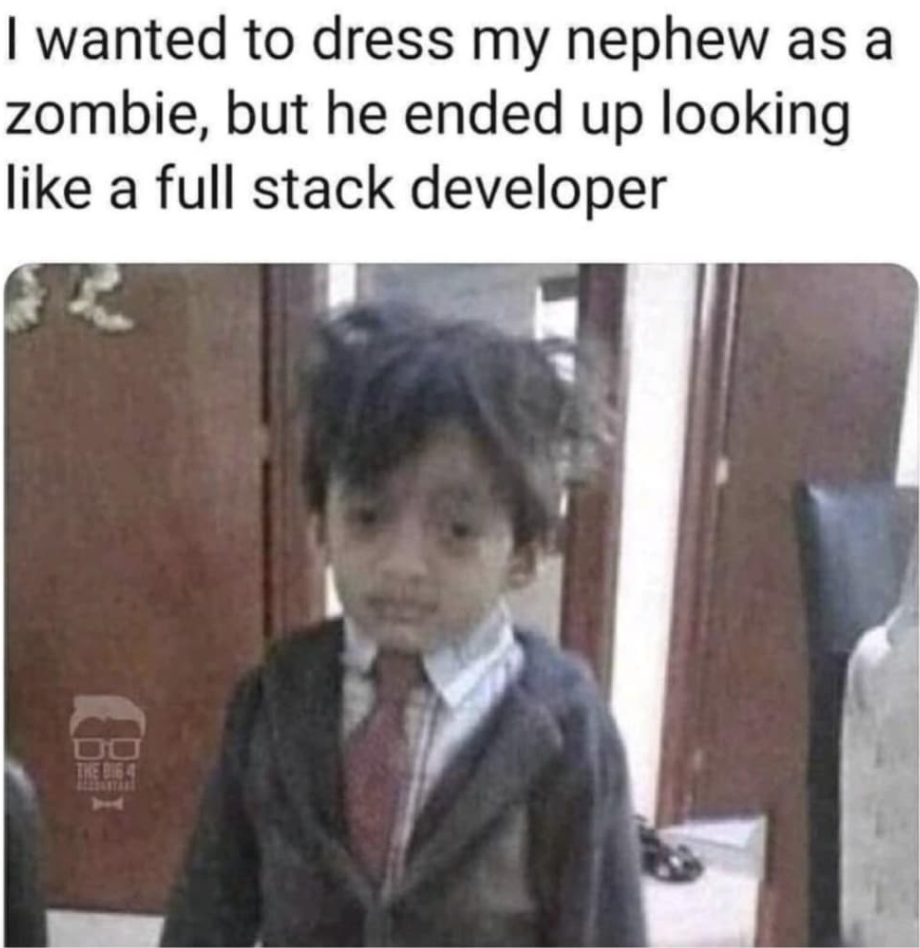 I wanted to dress my nephew as a
zombie, but he ended up looking
like a full stack developer
THE BIG 4